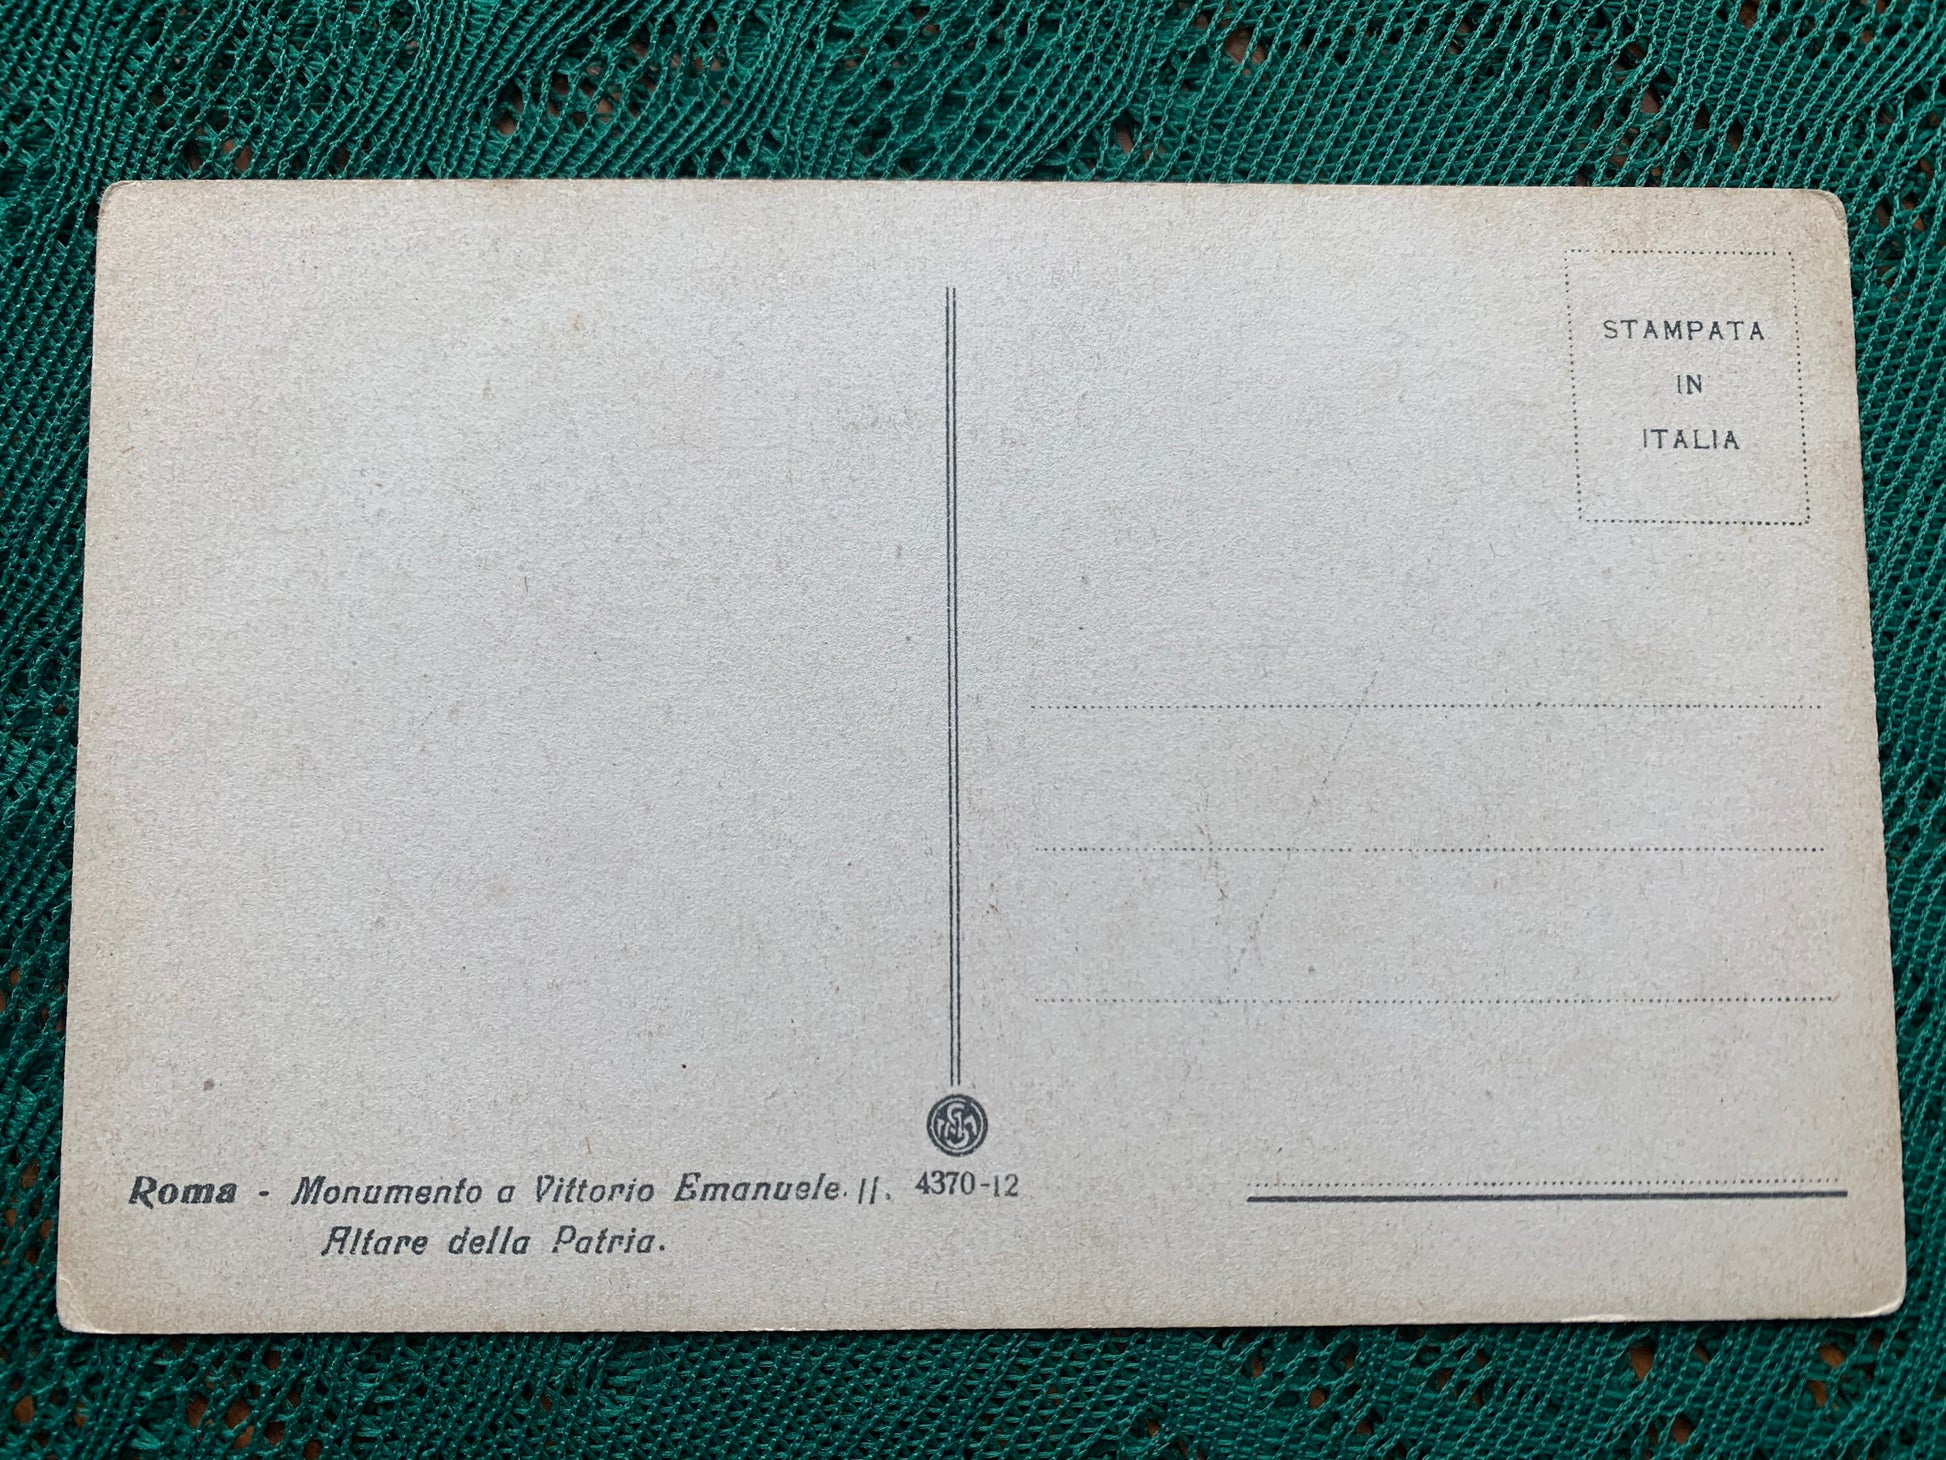 STAMPATA
IN
ITALIA
Roma - Monumento a Vittorio Emanuele. II. 4370-12
Altare della Patria.